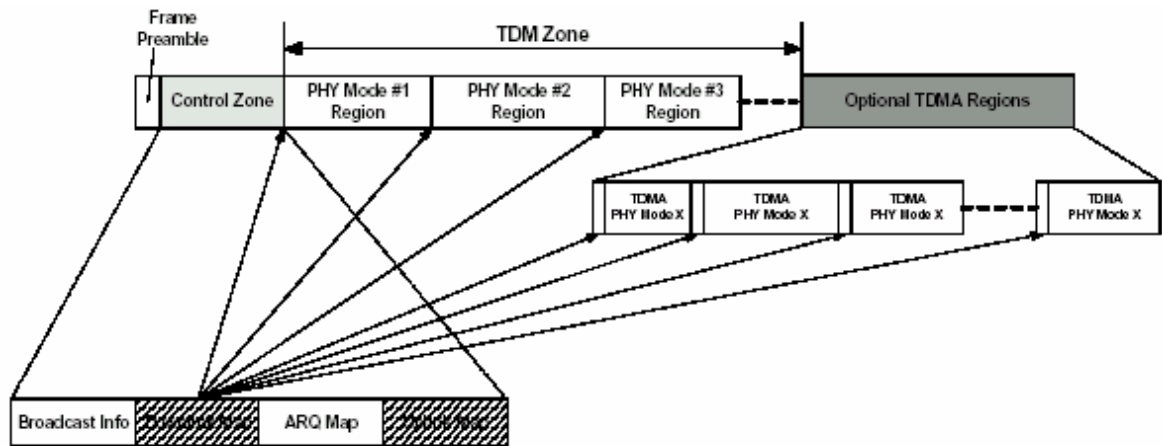 Frame
Preamble
TDM Zone
Control Zone
PHY Mode #1
Region
PHY Mode #2
Region
PHY Mode #3
Region
Optional TDMA Regions
TDMA
PHY Mode X
TDMA
PHY Mode X
TDMA
PHY Mode X
TDMA
PHY Mode X
Broadcast Info
ARQ Map